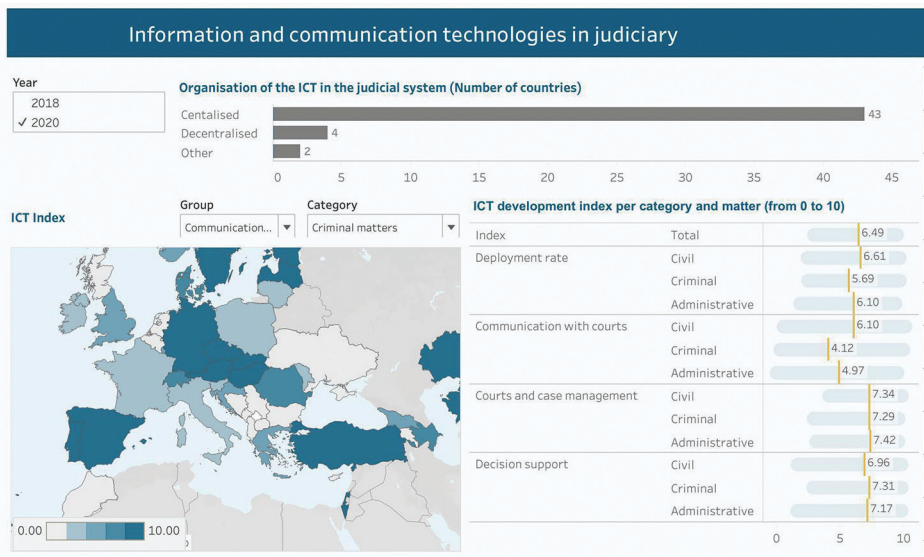 Information and communication technologies in judiciary
Year
2018
✓ 2020
Organisation of the ICT in the judicial system (Number of countries)
Centalised 43
Decentralised 4
Other 2
0 5 10 15 20 25 30 35 40 45
ICT Index
Group
Communication...
Category
Criminal matters
0.00 10.00
ICT development index per category and matter (from 0 to 10)
Index Total 6.49
Deployment rate Civil 6.61
Criminal 5.69
Administrative 6.10
Communication with courts Civil 6.10
Criminal 4.12
Administrative 4.97
Courts and case management Civil 7.34
Criminal 7.29
Administrative 7.42
Decision support Civil 6.96
Criminal 7.31
Administrative 7.17
0 5 10